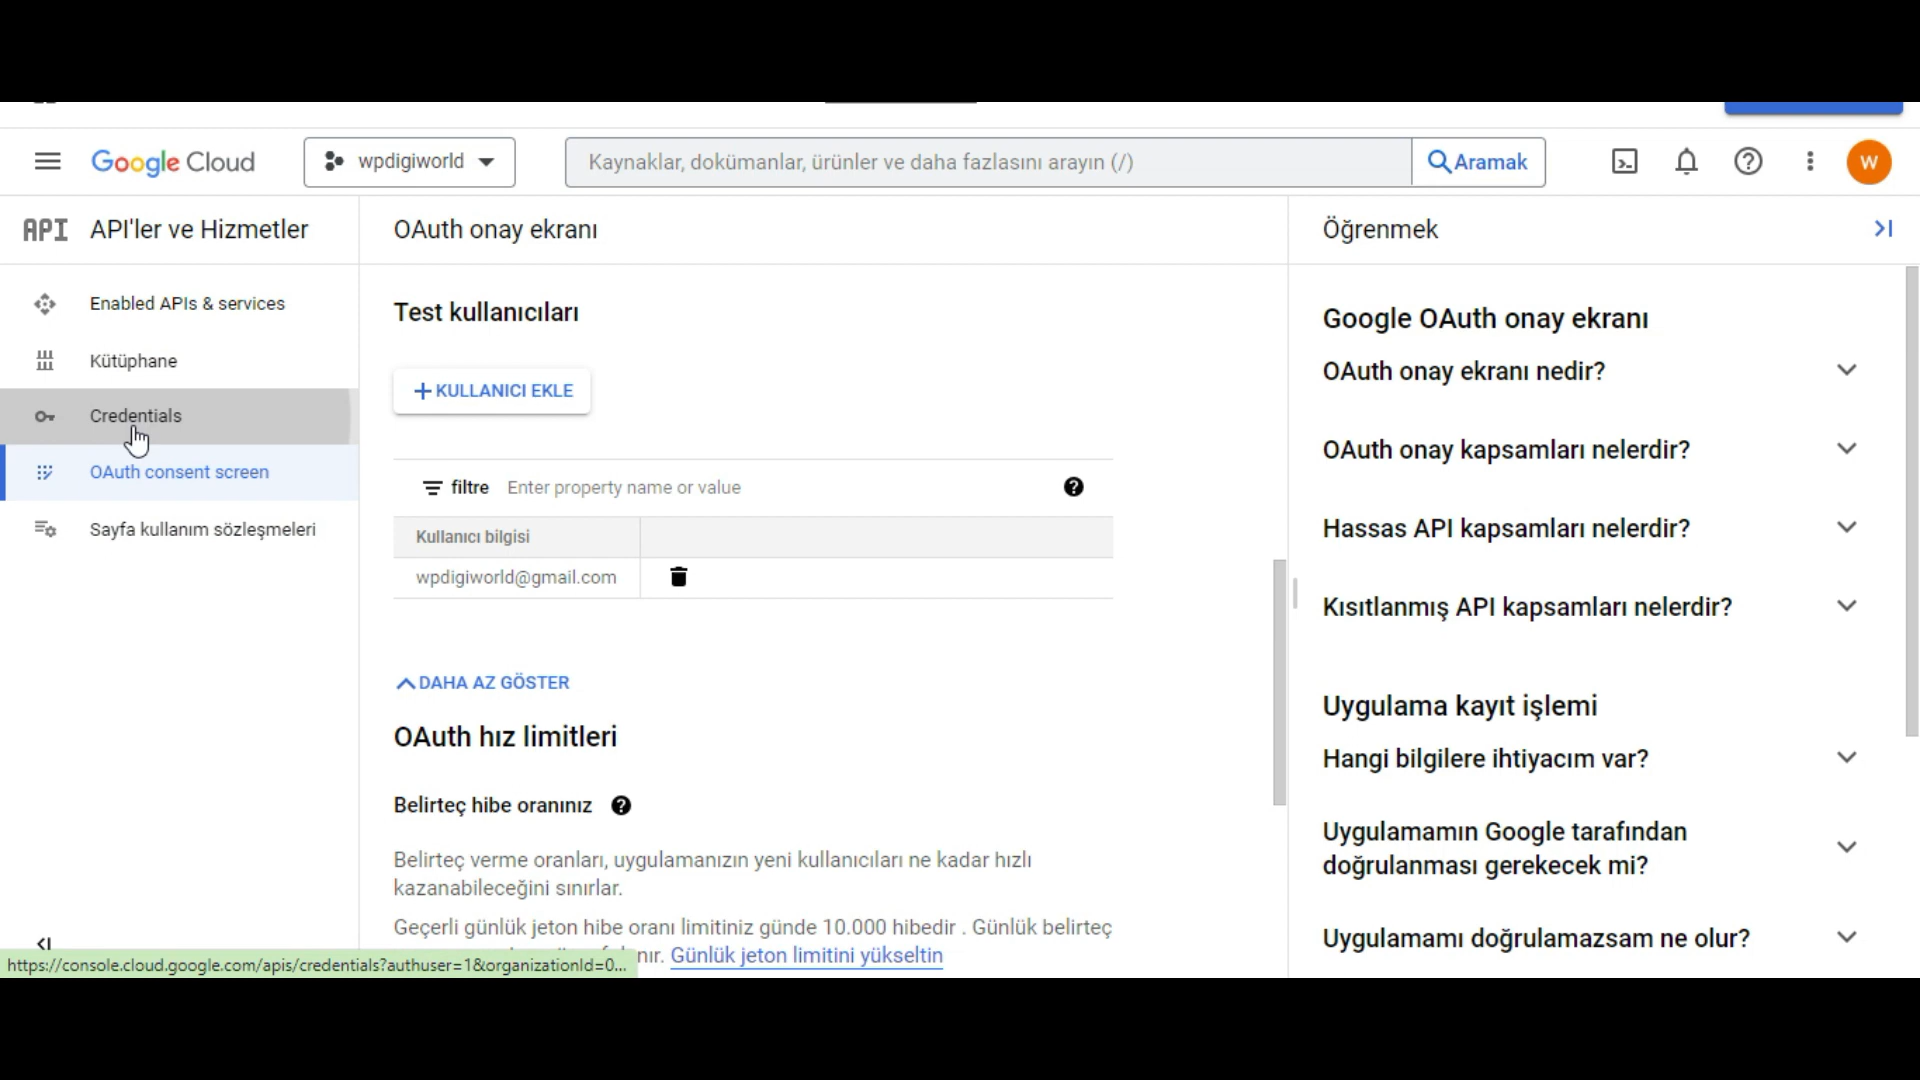 Google Cloud
wpdigiworld
Kaynaklar, dokümanlar, ürünler ve daha fazlasını arayın (/)
Aramak
W
API API'ler ve Hizmetler
Enabled APIs & services
Kütüphane
Credentials
OAuth consent screen
Sayfa kullanım sözleşmeleri
OAuth onay ekranı
Test kullanıcıları
+ KULLANICI EKLE
filtre Enter property name or value
Kullanıcı bilgisi
wpdigiworld@gmail.com
DAHA AZ GÖSTER
OAuth hız limitleri
Belirteç hibe oranınız
Belirteç verme oranları, uygulamanızın yeni kullanıcıları ne kadar hızlı
kazanabileceğini sınırlar.
Geçerli günlük jeton hibe oranı limitiniz günde 10.000 hibedir . Günlük belirteç
Günlük jeton limitini yükseltin
https://console.cloud.google.com/apis/credentials?authuser=1&organizationId=0...
Öğrenmek
Google OAuth onay ekranı
OAuth onay ekranı nedir?
OAuth onay kapsamları nelerdir?
Hassas API kapsamları nelerdir?
Kısıtlanmış API kapsamları nelerdir?
Uygulama kayıt işlemi
Hangi bilgilere ihtiyacım var?
Uygulamamın Google tarafından
doğrulanması gerekecek mi?
Uygulamamı doğrulamazsam ne olur?